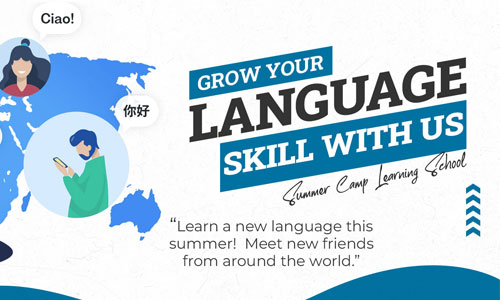 Ciao!
你好
GROW YOUR
LANGUAGE
SKILL WITH US
Summer Camp Learning School
“Learn a new language this
summer! Meet new friends
from around the world.”